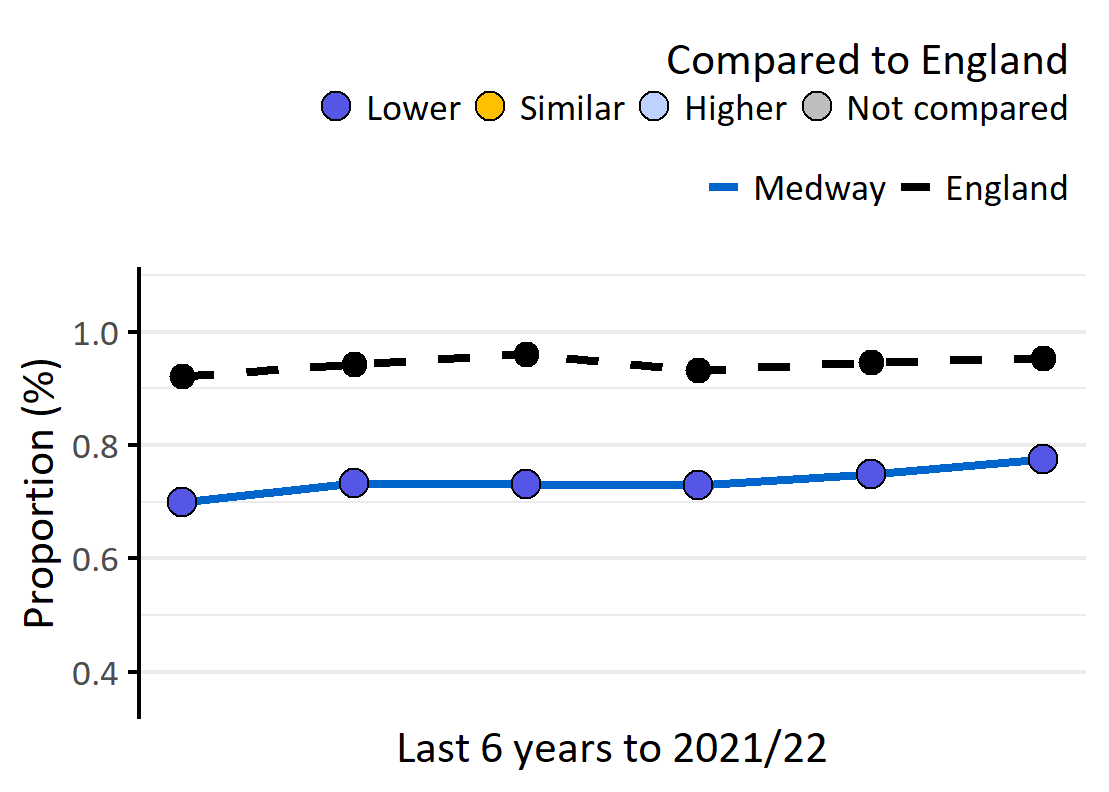 Compared to England
Lower Similar Higher Not compared
Medway England
Proportion (%)
1.0
0.8
0.6
0.4
Last 6 years to 2021/22